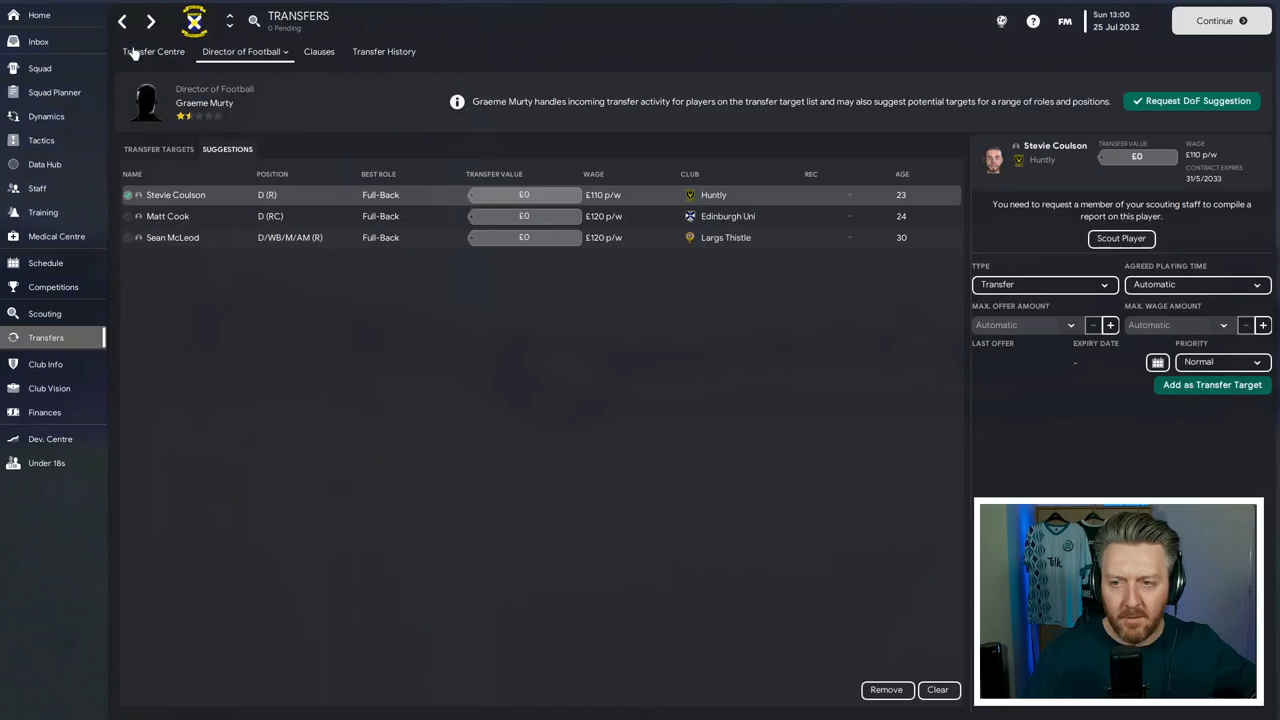 Home
TRANSFERS
0 Pending
FM
Sun 13:00
25 Jul 2032
Continue
Inbox
Squad
Squad Planner
Dynamics
Tactics
Data Hub
Staff
Training
Medical Centre
Schedule
Competitions
Scouting
Transfers
Club Info
Club Vision
Finances
Dev. Centre
Under 18s
Transfer Centre
Director of Football
Clauses
Transfer History
Director of Football
Graeme Murty
Graeme Murty handles incoming transfer activity for players on the transfer target list and may also suggest potential targets for a range of roles and positions.
Request DoF Suggestion
TRANSFER TARGETS
SUGGESTIONS
NAME POSITION BEST ROLE TRANSFER VALUE WAGE CLUB REC AGE
Stevie Coulson D (R) Full-Back £0 £110 p/w Huntly - 23
Matt Cook D (RC) Full-Back £0 £120 p/w Edinburgh Uni - 24
Sean McLeod D/WB/M/AM (R) Full-Back £0 £120 p/w Largs Thistle - 30
Remove
Clear
Stevie Coulson
Huntly
TRANSFER VALUE
£0
WAGE
£110 p/w
CONTRACT EXPIRES
31/5/2033
You need to request a member of your scouting staff to compile a
report on this player.
Scout Player
TYPE AGREED PLAYING TIME
Transfer Automatic
MAX. OFFER AMOUNT MAX. WAGE AMOUNT
Automatic Automatic
LAST OFFER EXPIRY DATE PRIORITY
- Normal
Add as Transfer Target